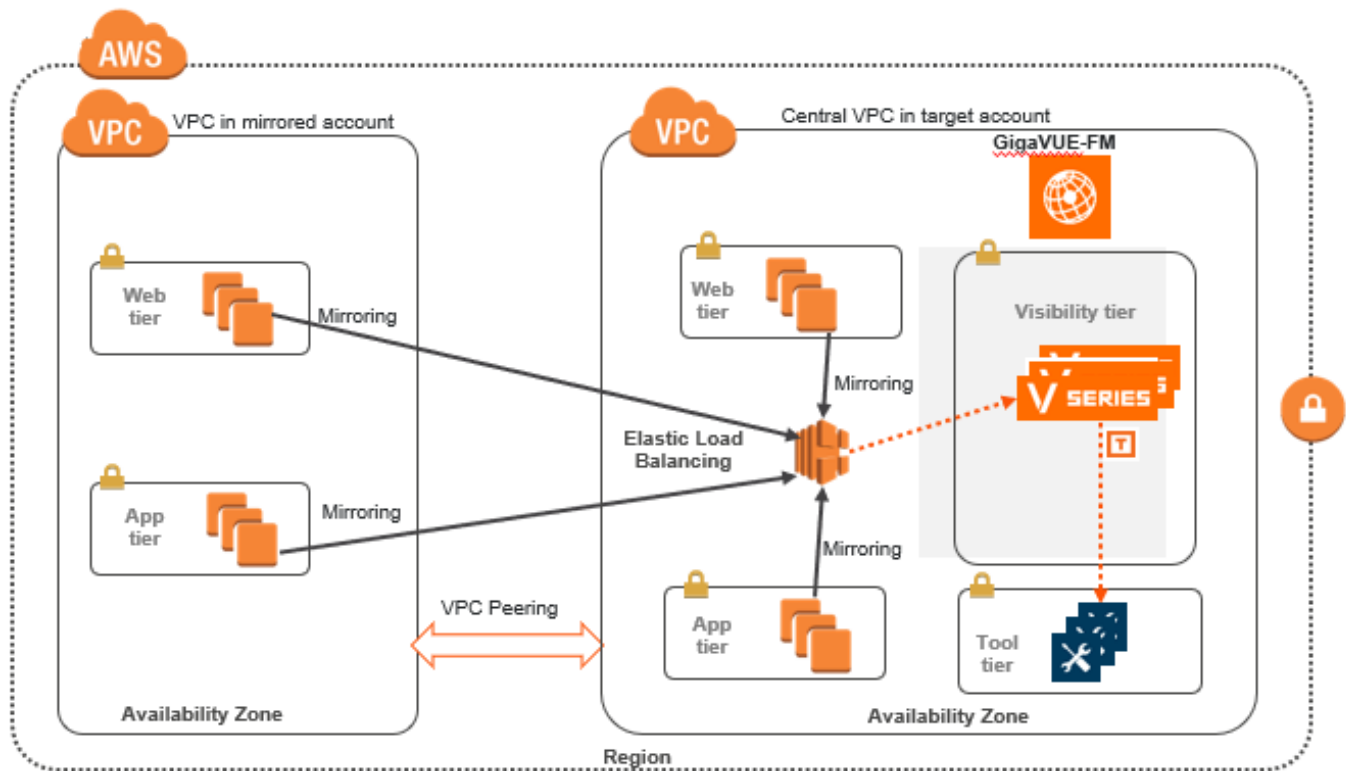 AWS
VPC
VPC in mirrored account
VPC
Central VPC in target account
GigaVUE-FM
Web
tier
Mirroring
Web
tier
Mirroring
Visibility tier
V SERIES
T
Elastic Load
Balancing
App
tier
Mirroring
Mirroring
VPC Peering
App
tier
Tool
tier
Availability Zone
Availability Zone
Region